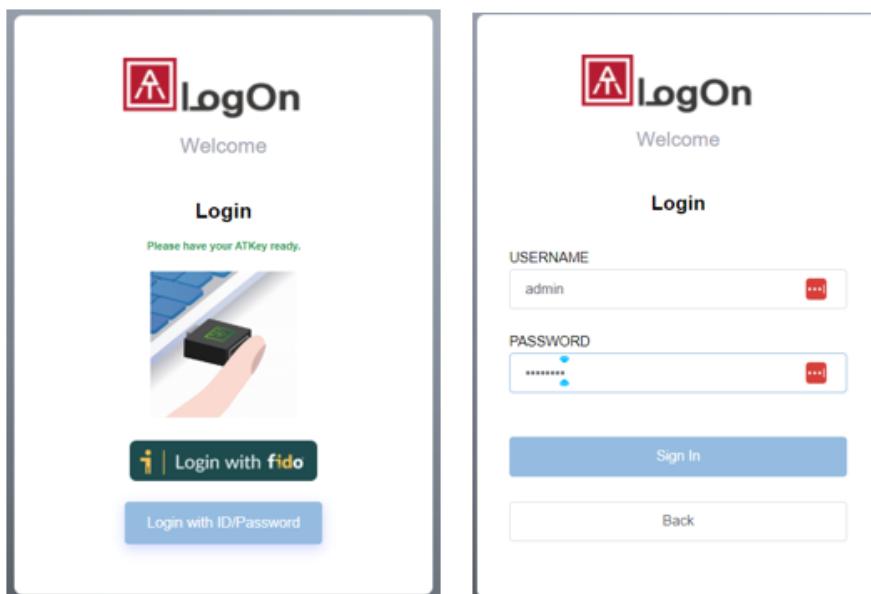 LogOn
Welcome
Login
Please have your ATKey ready.
Login with fido
Login with ID/Password
LogOn
Welcome
Login
USERNAME
admin
PASSWORD
Sign In
Back